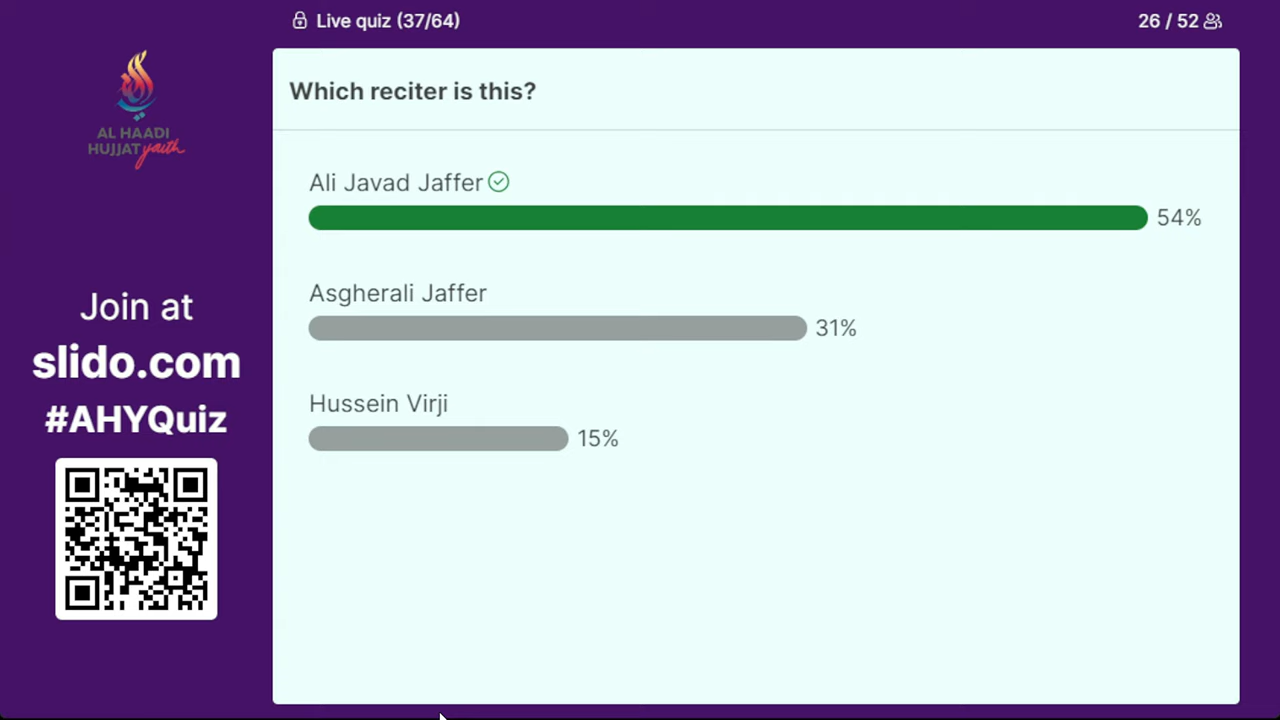 Live quiz (37/64)
26 / 52
AL HAADI
HUJJAT youth
Join at
slido.com
#AHYQuiz
Which reciter is this?
Ali Javad Jaffer
54%
Asgherali Jaffer
31%
Hussein Virji
15%